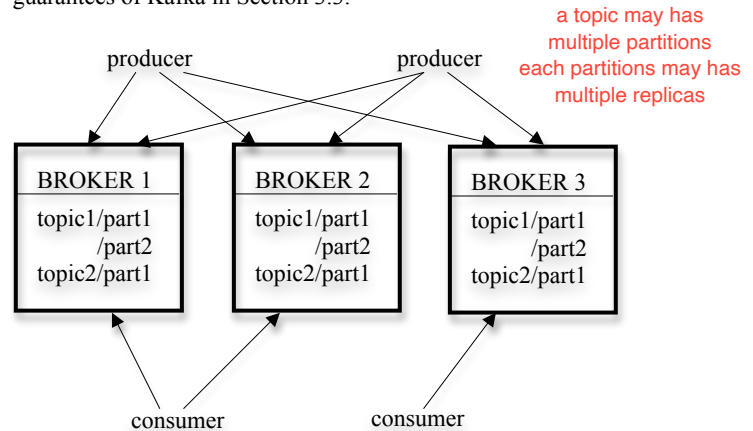 guarantees of Kafka in Section 3.3.
a topic may has
multiple partitions
each partitions may has
multiple replicas
producer
producer
BROKER 1
topic1/part1
/part2
topic2/part1
BROKER 2
topic1/part1
/part2
topic2/part1
BROKER 3
topic1/part1
/part2
topic2/part1
consumer
consumer